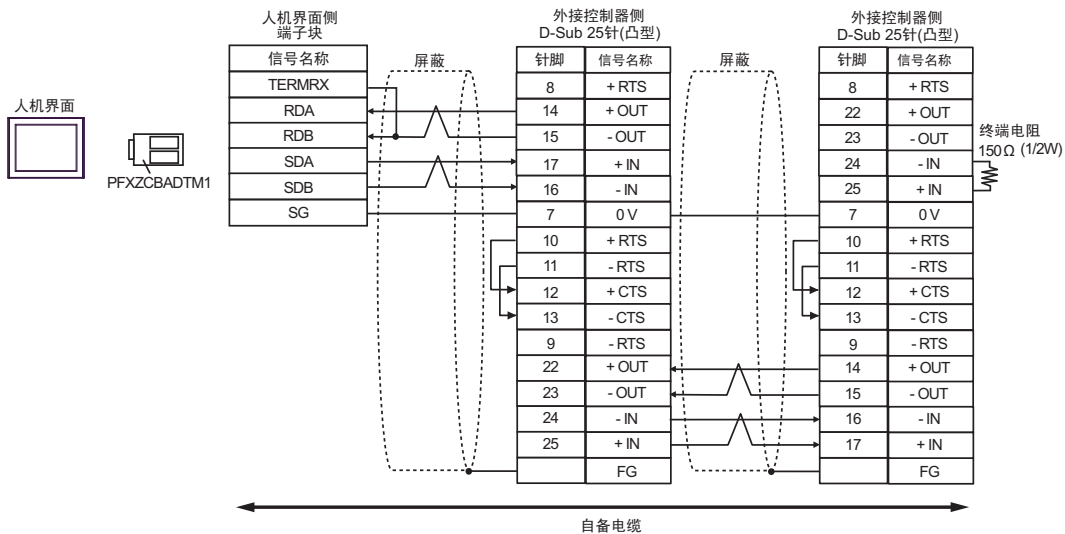 人机界面侧
端子块
外接控制器侧
D-Sub 25针(凸型)
外接控制器侧
D-Sub 25针(凸型)
信号名称
屏蔽
针脚 信号名称
屏蔽
针脚 信号名称
TERMRX
8 + RTS
8 + RTS
人机界面
RDA
14 + OUT
22 + OUT
RDB
15 - OUT
23 - OUT
终端电阻
150Ω (1/2W)
SDA
17 + IN
24 - IN
PFXZCBADTM1
SDB
16 - IN
25 + IN
SG
7 0 V
7 0 V
10 + RTS
10 + RTS
11 - RTS
11 - RTS
12 + CTS
12 + CTS
13 - CTS
13 - CTS
9 - RTS
9 - RTS
22 + OUT
14 + OUT
23 - OUT
15 - OUT
24 - IN
16 - IN
25 + IN
17 + IN
FG
FG
自备电缆